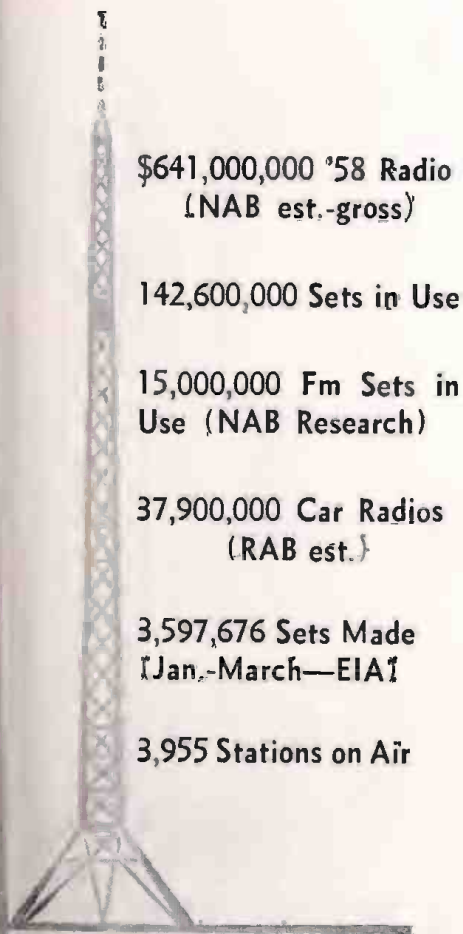 $641,000,000 '58 Radio
(NAB est.-gross)
142,600,000 Sets in Use
15,000,000 Fm Sets in
Use (NAB Research)
37,900,000 Car Radios
(RAB est.)
3,597,676 Sets Made
(Jan.-March—EIA)
3,955 Stations on Air